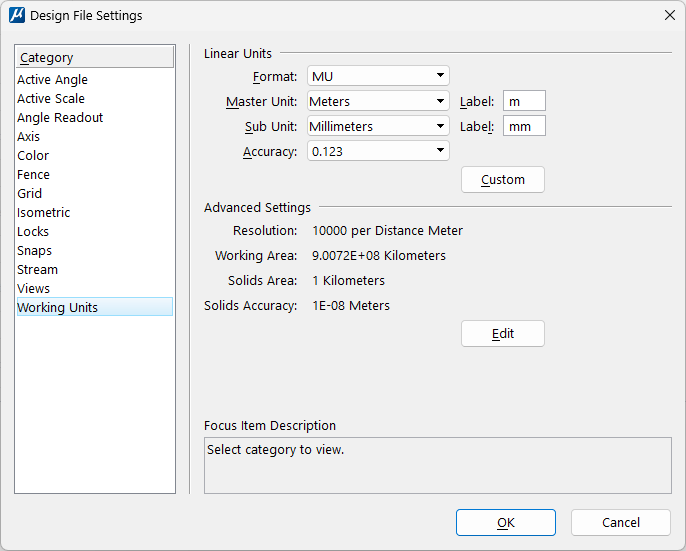 Design File Settings
Category
Active Angle
Active Scale
Angle Readout
Axis
Color
Fence
Grid
Isometric
Locks
Snaps
Stream
Views
Working Units
Linear Units
Format: MU
Master Unit: Meters Label: m
Sub Unit: Millimeters Label: mm
Accuracy: 0.123
Custom
Advanced Settings
Resolution: 10000 per Distance Meter
Working Area: 9.0072E+08 Kilometers
Solids Area: 1 Kilometers
Solids Accuracy: 1E-08 Meters
Edit
Focus Item Description
Select category to view.
OK Cancel